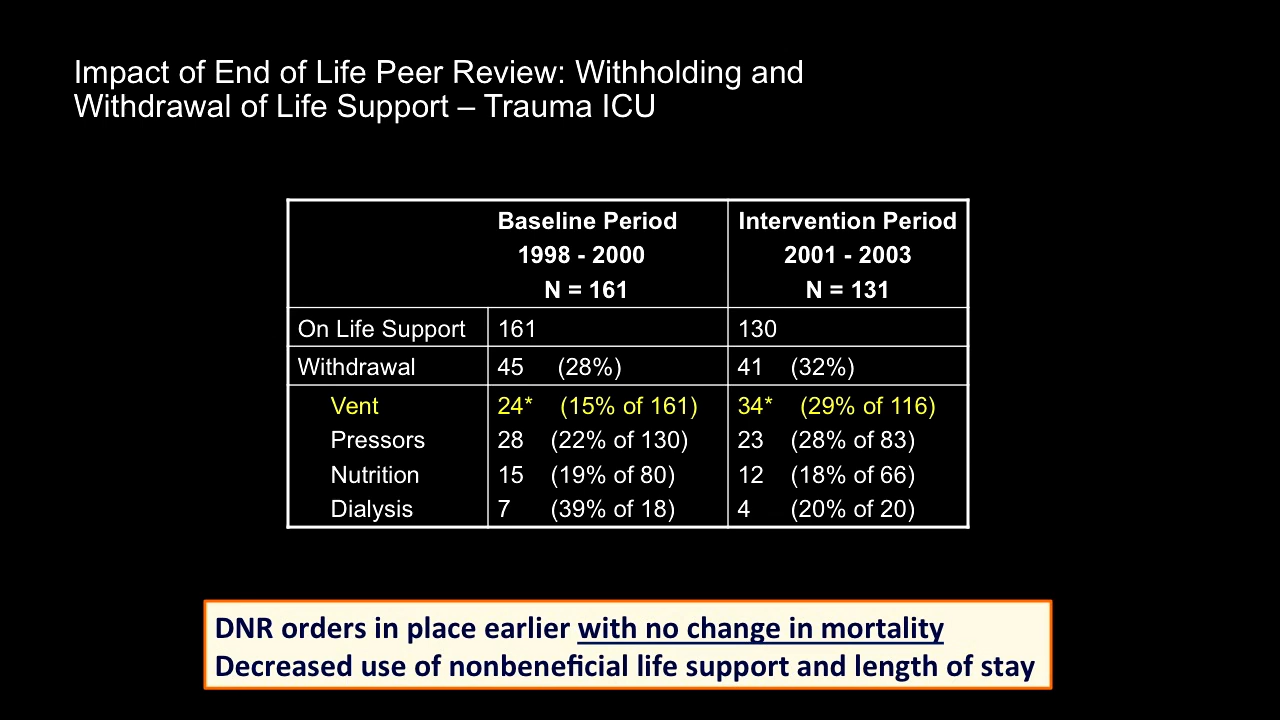 Impact of End of Life Peer Review: Withholding and
Withdrawal of Life Support – Trauma ICU
Baseline Period Intervention Period
1998 - 2000 2001 - 2003
N = 161 N = 131
On Life Support 161 130
Withdrawal 45 (28%) 41 (32%)
Vent 24* (15% of 161) 34* (29% of 116)
Pressors 28 (22% of 130) 23 (28% of 83)
Nutrition 15 (19% of 80) 12 (18% of 66)
Dialysis 7 (39% of 18) 4 (20% of 20)
DNR orders in place earlier with no change in mortality
Decreased use of nonbeneficial life support and length of stay